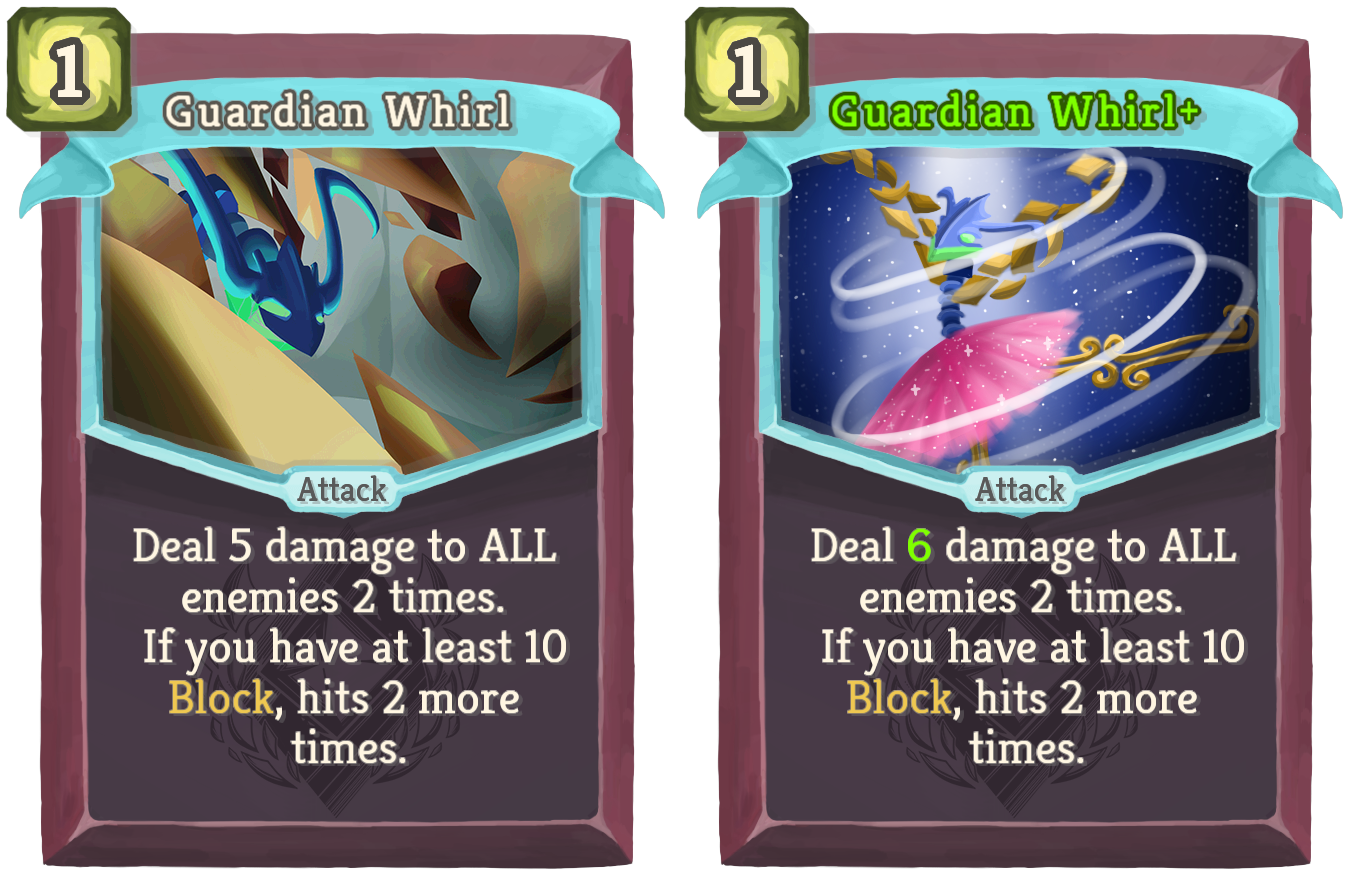 1
Guardian Whirl
Attack
Deal 5 damage to ALL
enemies 2 times.
If you have at least 10
Block, hits 2 more
times.
1
Guardian Whirl+
Attack
Deal 6 damage to ALL
enemies 2 times.
If you have at least 10
Block, hits 2 more
times.